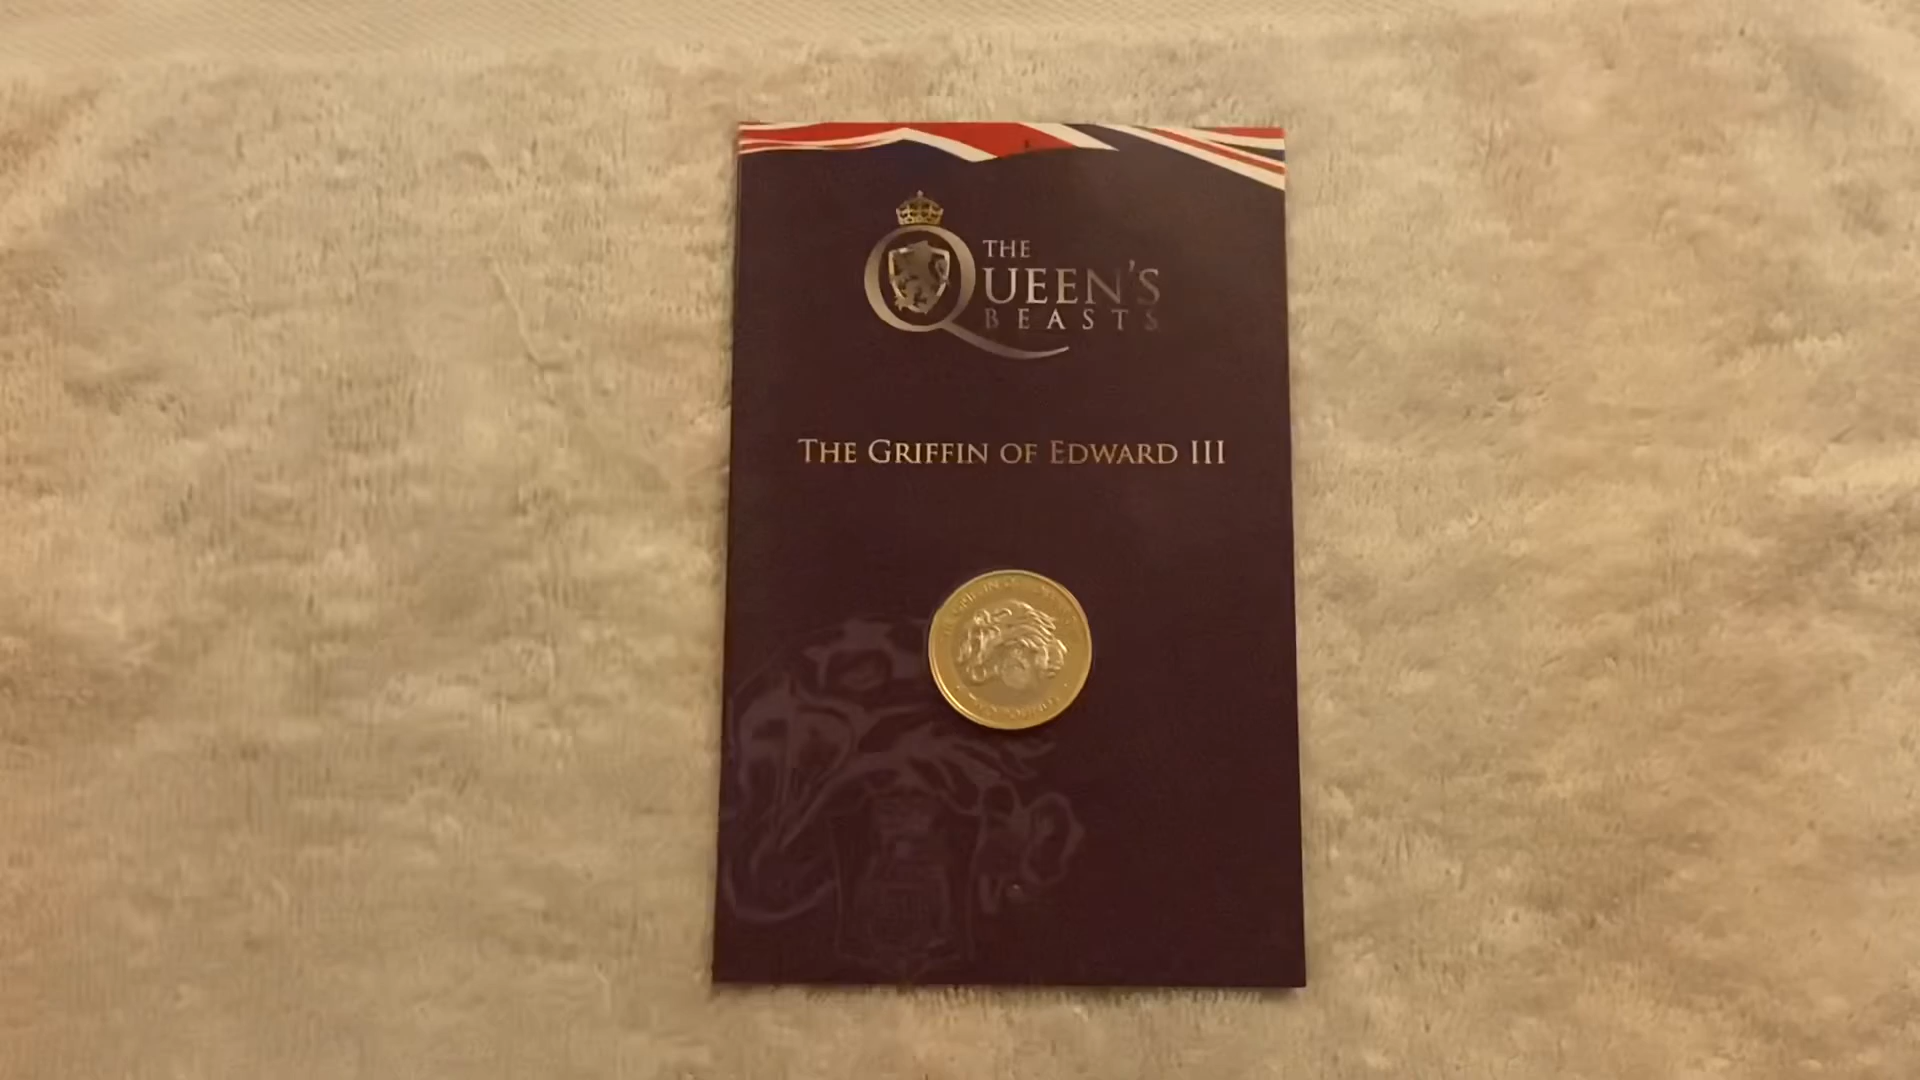 THE
QUEEN'S
BEASTS
THE GRIFFIN OF EDWARD III